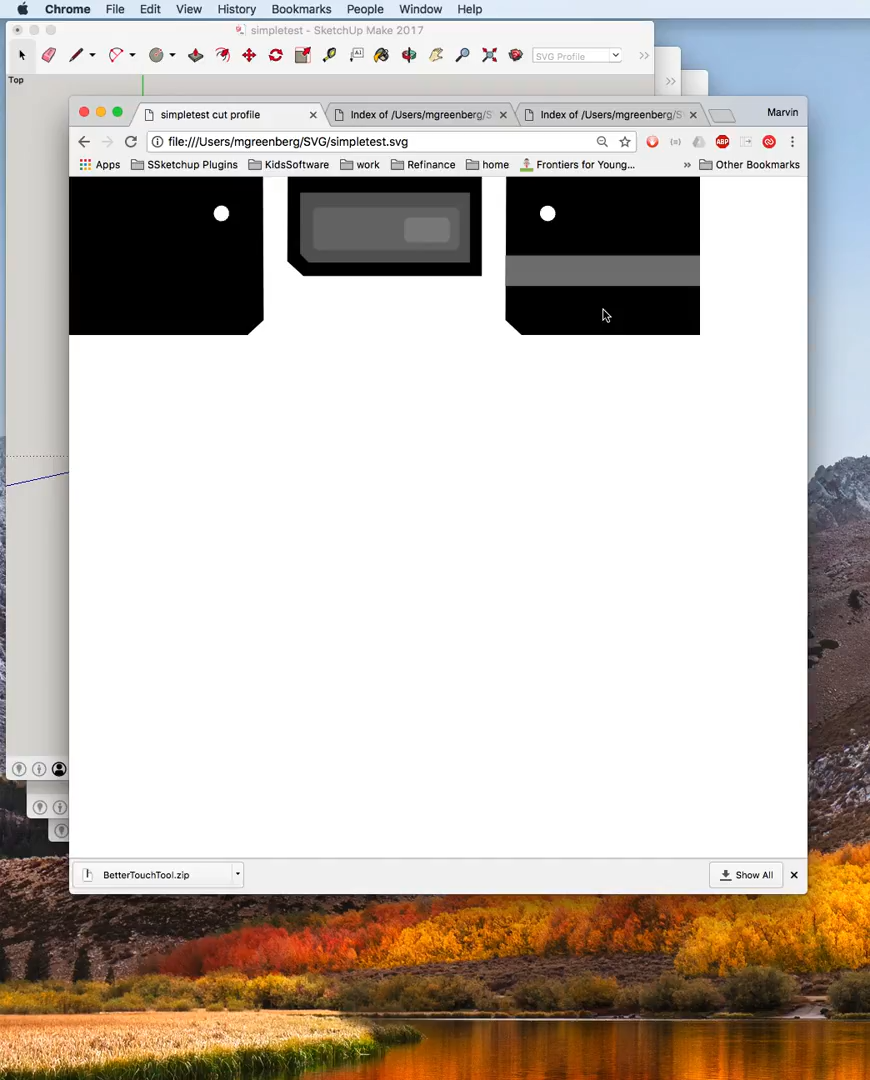 Chrome File Edit View History Bookmarks People Window Help
simpletest - SketchUp Make 2017
SVG Profile
Top
simpletest cut profile
Index of /Users/mgreenberg/S
Index of /Users/mgreenberg/S
Marvin
file:///Users/mgreenberg/SVG/simpletest.svg
ABP
Apps SSketchup Plugins KidsSoftware work Refinance home Frontiers for Young... » Other Bookmarks
BetterTouchTool.zip
Show All